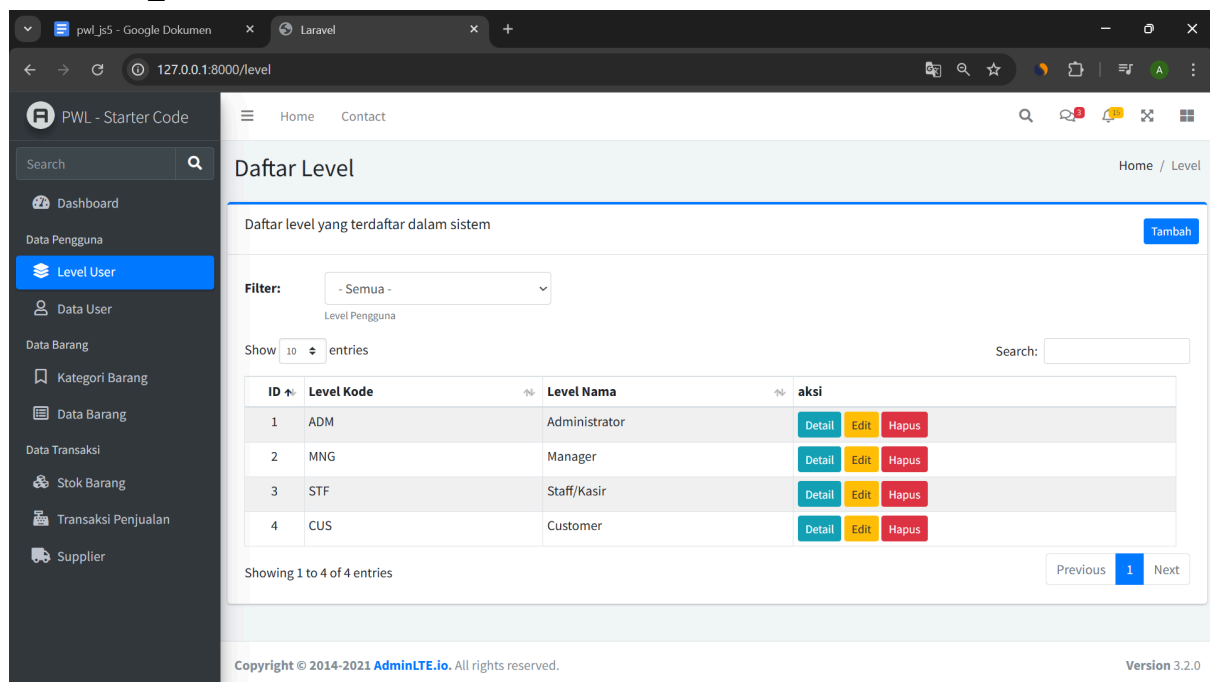 pwl_js5 - Google Dokumen
Laravel
127.0.0.1:8000/level
A
PWL - Starter Code
Home Contact
3
15
Search
Daftar Level
Home / Level
Dashboard
Data Pengguna
Level User
Data User
Data Barang
Kategori Barang
Data Barang
Data Transaksi
Stok Barang
Transaksi Penjualan
Supplier
Daftar level yang terdaftar dalam sistem
Tambah
Filter: - Semua -
Level Pengguna
Show 10 entries
Search:
ID Level Kode Level Nama aksi
1 ADM Administrator Detail Edit Hapus
2 MNG Manager Detail Edit Hapus
3 STF Staff/Kasir Detail Edit Hapus
4 CUS Customer Detail Edit Hapus
Showing 1 to 4 of 4 entries
Previous 1 Next
Copyright © 2014-2021 AdminLTE.io. All rights reserved.
Version 3.2.0